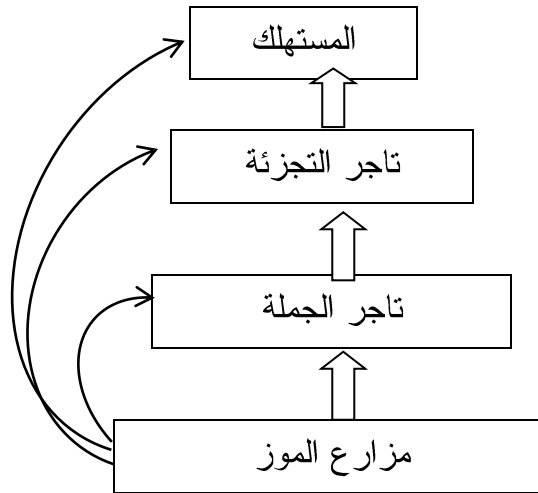 المستهلك
تاجر التجزئة
تاجر الجملة
مزارع الموز